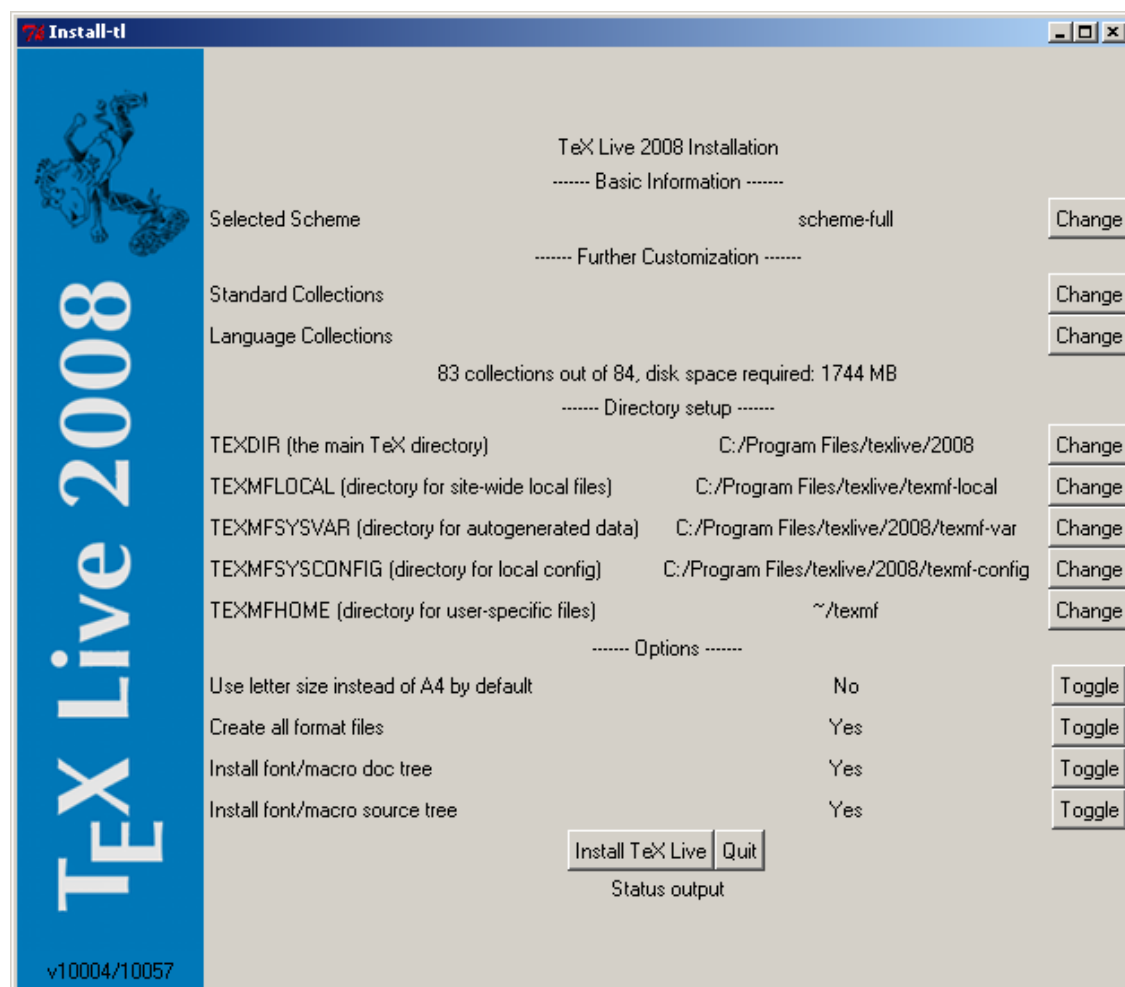 Install-tl
TeX Live 2008 Installation
------- Basic Information -------
Selected Scheme scheme-full Change
------- Further Customization -------
Standard Collections Change
Language Collections Change
83 collections out of 84, disk space required: 1744 MB
------- Directory setup -------
TEXDIR (the main TeX directory) C:/Program Files/texlive/2008 Change
TEXMFLOCAL (directory for site-wide local files) C:/Program Files/texlive/texmf-local Change
TEXMFSYSVAR (directory for autogenerated data) C:/Program Files/texlive/2008/texmf-var Change
TEXMFSYSCONFIG (directory for local config) C:/Program Files/texlive/2008/texmf-config Change
TEXMFHOME (directory for user-specific files) ~/texmf Change
------- Options -------
Use letter size instead of A4 by default No Toggle
Create all format files Yes Toggle
Install font/macro doc tree Yes Toggle
Install font/macro source tree Yes Toggle
Install TeX Live Quit
Status output
TEX Live 2008
v10004/10057